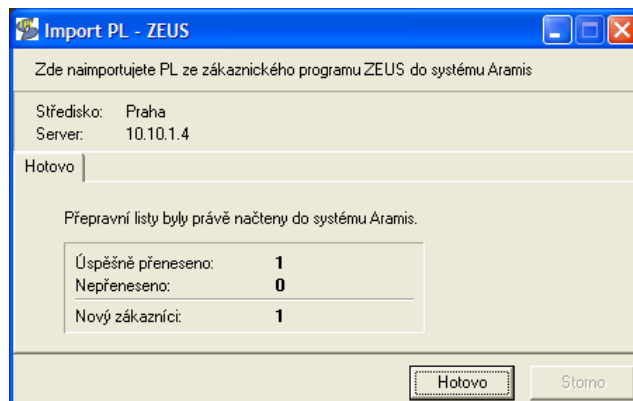 Import PL - ZEUS
Zde naimportujete PL ze zákaznického programu ZEUS do systému Aramis
Středisko: Praha
Server: 10.10.1.4
Hotovo
Přepravní listy byly právě načteny do systému Aramis.
Úspěšně přeneseno: 1
Nepřeneseno: 0
Nový zákazníci: 1
Hotovo Storno